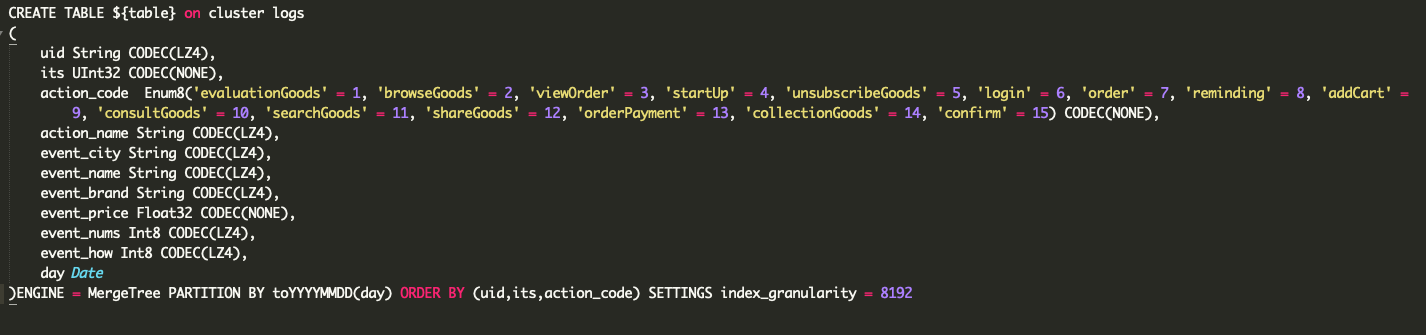 CREATE TABLE ${table} on cluster logs
(
uid String CODEC(LZ4),
its UInt32 CODEC(NONE),
action_code  Enum8('evaluationGoods' = 1, 'browseGoods' = 2, 'viewOrder' = 3, 'startUp' = 4, 'unsubscribeGoods' = 5, 'login' = 6, 'order' = 7, 'reminding' = 8, 'addCart' =
9, 'consultGoods' = 10, 'searchGoods' = 11, 'shareGoods' = 12, 'orderPayment' = 13, 'collectionGoods' = 14, 'confirm' = 15) CODEC(NONE),
action_name String CODEC(LZ4),
event_city String CODEC(LZ4),
event_name String CODEC(LZ4),
event_brand String CODEC(LZ4),
event_price Float32 CODEC(NONE),
event_nums Int8 CODEC(LZ4),
event_how Int8 CODEC(LZ4),
day Date
)ENGINE = MergeTree PARTITION BY toYYYYMMDD(day) ORDER BY (uid,its,action_code) SETTINGS index_granularity = 8192